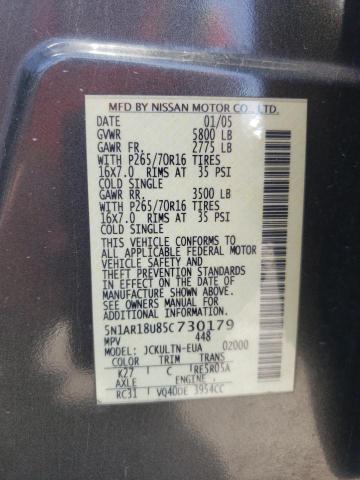 MFD BY NISSAN MOTOR CO., LTD.
DATE 01/05
GVWR 5800 LB
GAWR FR. 2775 LB
WITH P265/70R16 TIRES
16X7.0 RIMS AT 35 PSI
COLD SINGLE
GAWR RR. 3500 LB
WITH P265/70R16 TIRES
16X7.0 RIMS AT 35 PSI
COLD SINGLE
THIS VEHICLE CONFORMS TO
ALL APPLICABLE FEDERAL MOTOR
VEHICLE SAFETY AND
THEFT PREVENTION STANDARDS
IN EFFECT ON THE DATE OF
MANUFACTURE SHOWN ABOVE.
SEE OWNERS MANUAL FOR
ADDITIONAL INFORMATION.
5N1AR18U85C730179
MPV 448
JCKULTN-EUA 02000
COLOR TRIM TRANS
K27 C RE5R05A
AXLE ENGINE
RC31 VQ40DE 3954CC